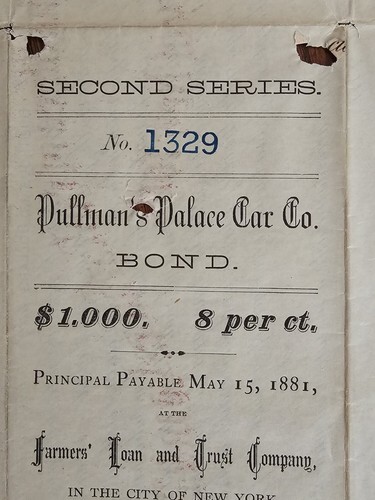 SECOND SERIES.
No. 1329
Pullman's Palace Car Co.
BOND.
$1.000. 8 per ct.
PRINCIPAL PAYABLE MAY 15, 1881,
AT THE
Farmers' Loan and Trust Company,
IN THE CITY OF NEW YORK